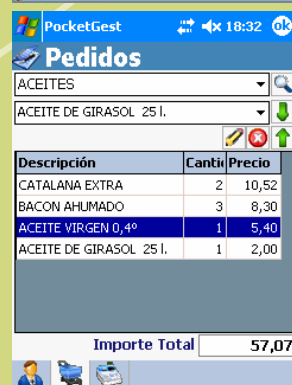 PocketGest 18:32 ok
Pedidos
ACEITES
ACEITE DE GIRASOL 25 l.
Descripción Cantid Precio
CATALANA EXTRA 2 10,52
BACON AHUMADO 3 8,30
ACEITE VIRGEN 0,4º 1 5,40
ACEITE DE GIRASOL 25 l. 1 2,00
Importe Total 57,07